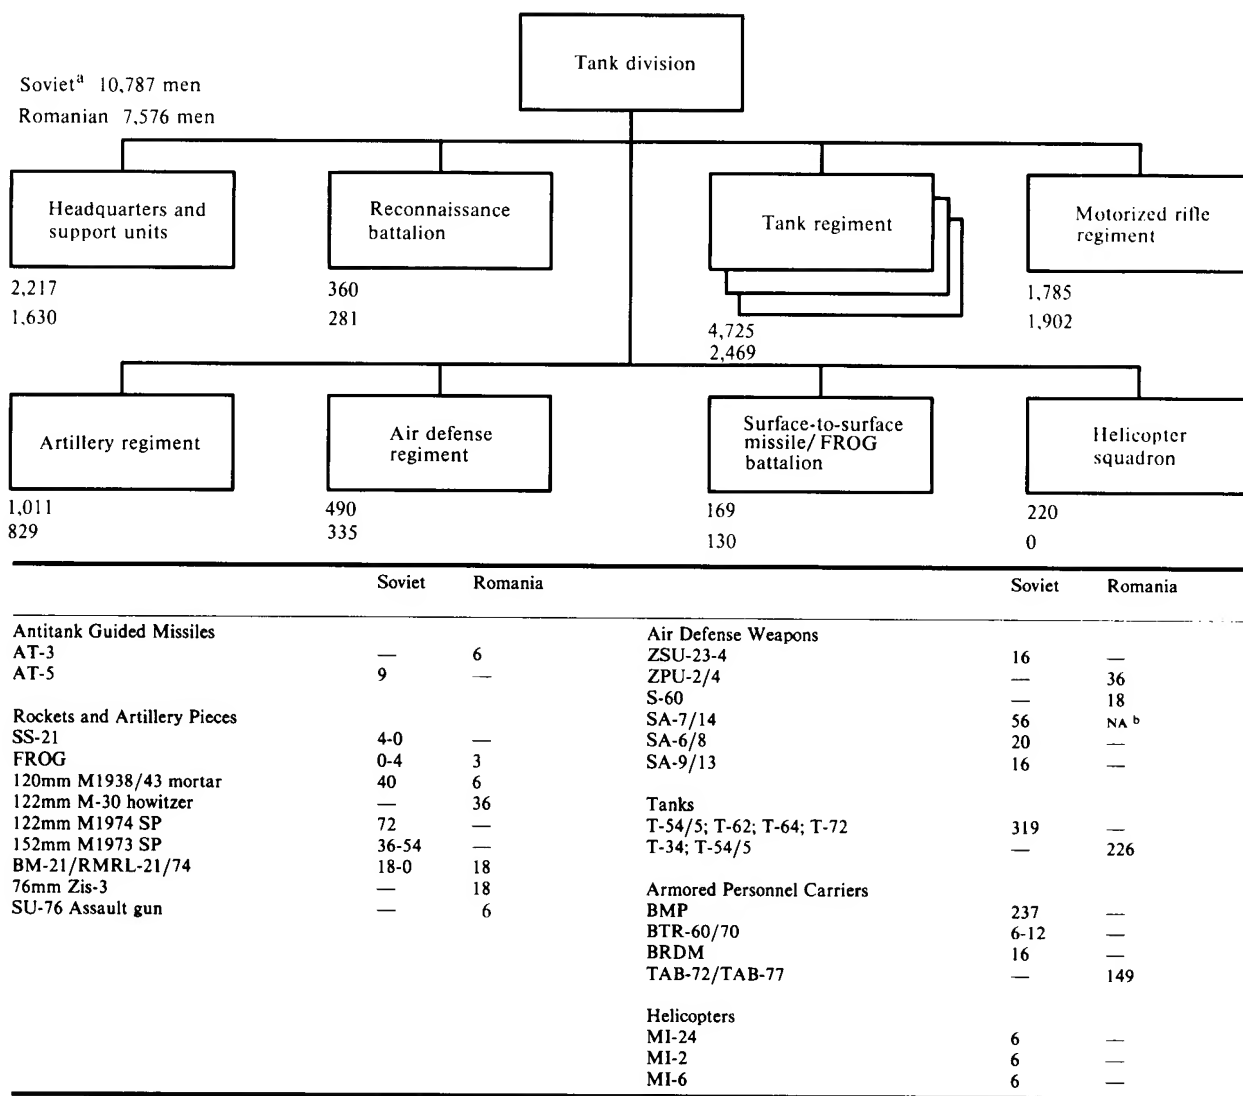 Tank division
Soviet^a 10,787 men
Romanian 7,576 men
Headquarters and
support units
2,217
1,630
Reconnaissance
battalion
360
281
Tank regiment
4,725
2,469
Motorized rifle
regiment
1,785
1,902
Artillery regiment
1,011
829
Air defense
regiment
490
335
Surface-to-surface
missile/FROG
battalion
169
130
Helicopter
squadron
220
0
Soviet Romania
Antitank Guided Missiles
AT-3 — 6
AT-5 9 —
Rockets and Artillery Pieces
SS-21 4-0 —
FROG 0-4 3
120mm M1938/43 mortar 40 6
122mm M-30 howitzer — 36
122mm M1974 SP 72 —
152mm M1973 SP 36-54 —
BM-21/RMRL-21/74 18-0 18
76mm Zis-3 — 18
SU-76 Assault gun — 6
Soviet Romania
Air Defense Weapons
ZSU-23-4 16 —
ZPU-2/4 — 36
S-60 — 18
SA-7/14 56 NA b
SA-6/8 20 —
SA-9/13 16 —
Tanks
T-54/5; T-62; T-64; T-72 319 —
T-34; T-54/5 — 226
Armored Personnel Carriers
BMP 237 —
BTR-60/70 6-12 —
BRDM 16 —
TAB-72/TAB-77 — 149
Helicopters
MI-24 6 —
MI-2 6 —
MI-6 6 —